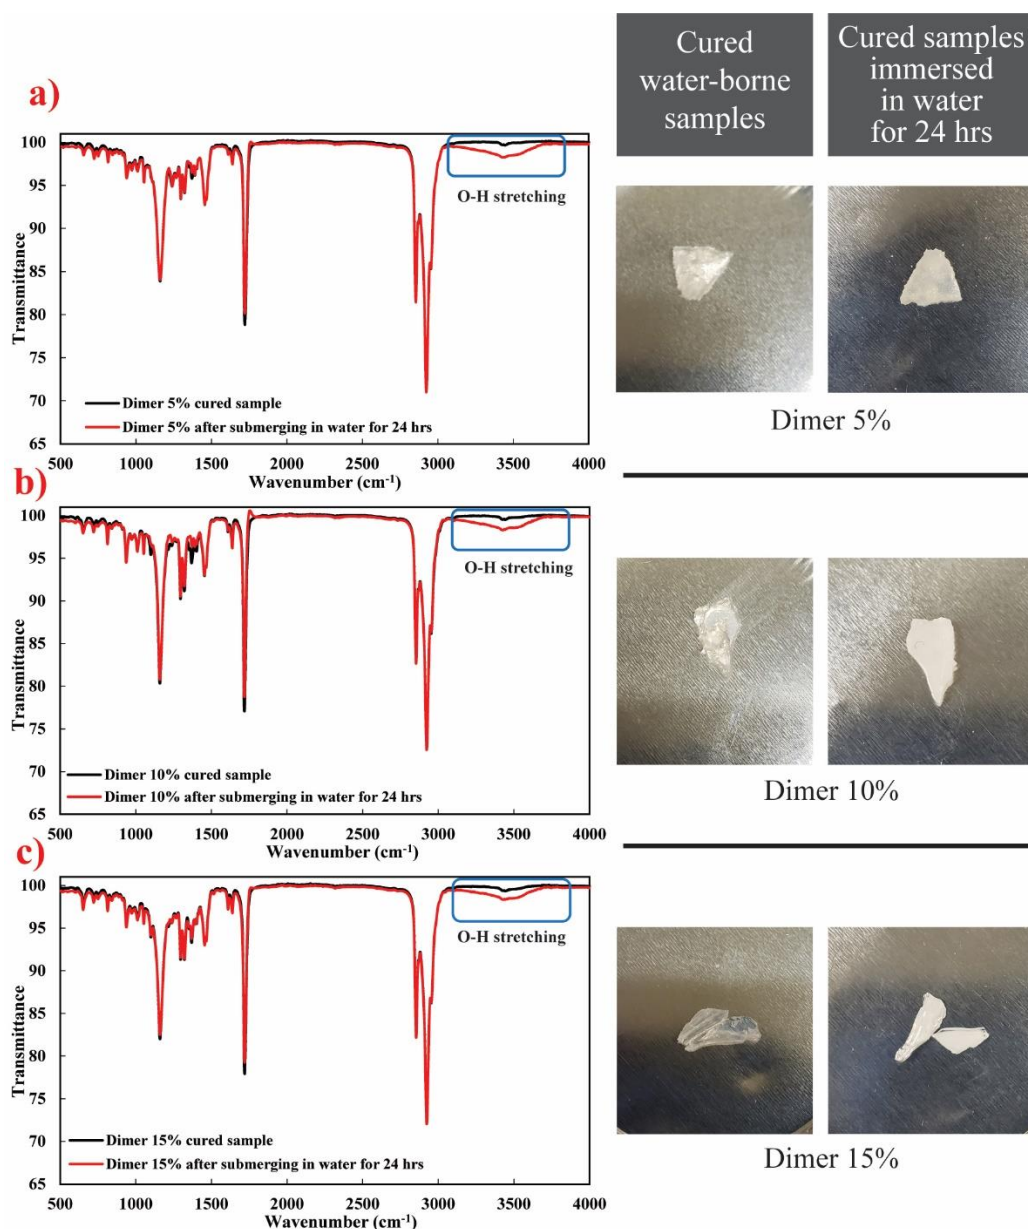 Cured
water-borne
samples
Cured samples
immersed
in water
for 24 hrs
a)
100
95
90
85
80
75
70
65
Transmittance
O-H stretching
Dimer 5% cured sample
Dimer 5% after submerging in water for 24 hrs
500 1000 1500 2000 2500 3000 3500 4000
Wavenumber (cm⁻¹)
Dimer 5%
b)
100
95
90
85
80
75
70
65
Transmittance
O-H stretching
Dimer 10% cured sample
Dimer 10% after submerging in water for 24 hrs
500 1000 1500 2000 2500 3000 3500 4000
Wavenumber (cm⁻¹)
Dimer 10%
c)
100
95
90
85
80
75
70
65
Transmittance
O-H stretching
Dimer 15% cured sample
Dimer 15% after submerging in water for 24 hrs
500 1000 1500 2000 2500 3000 3500 4000
Wavenumber (cm⁻¹)
Dimer 15%